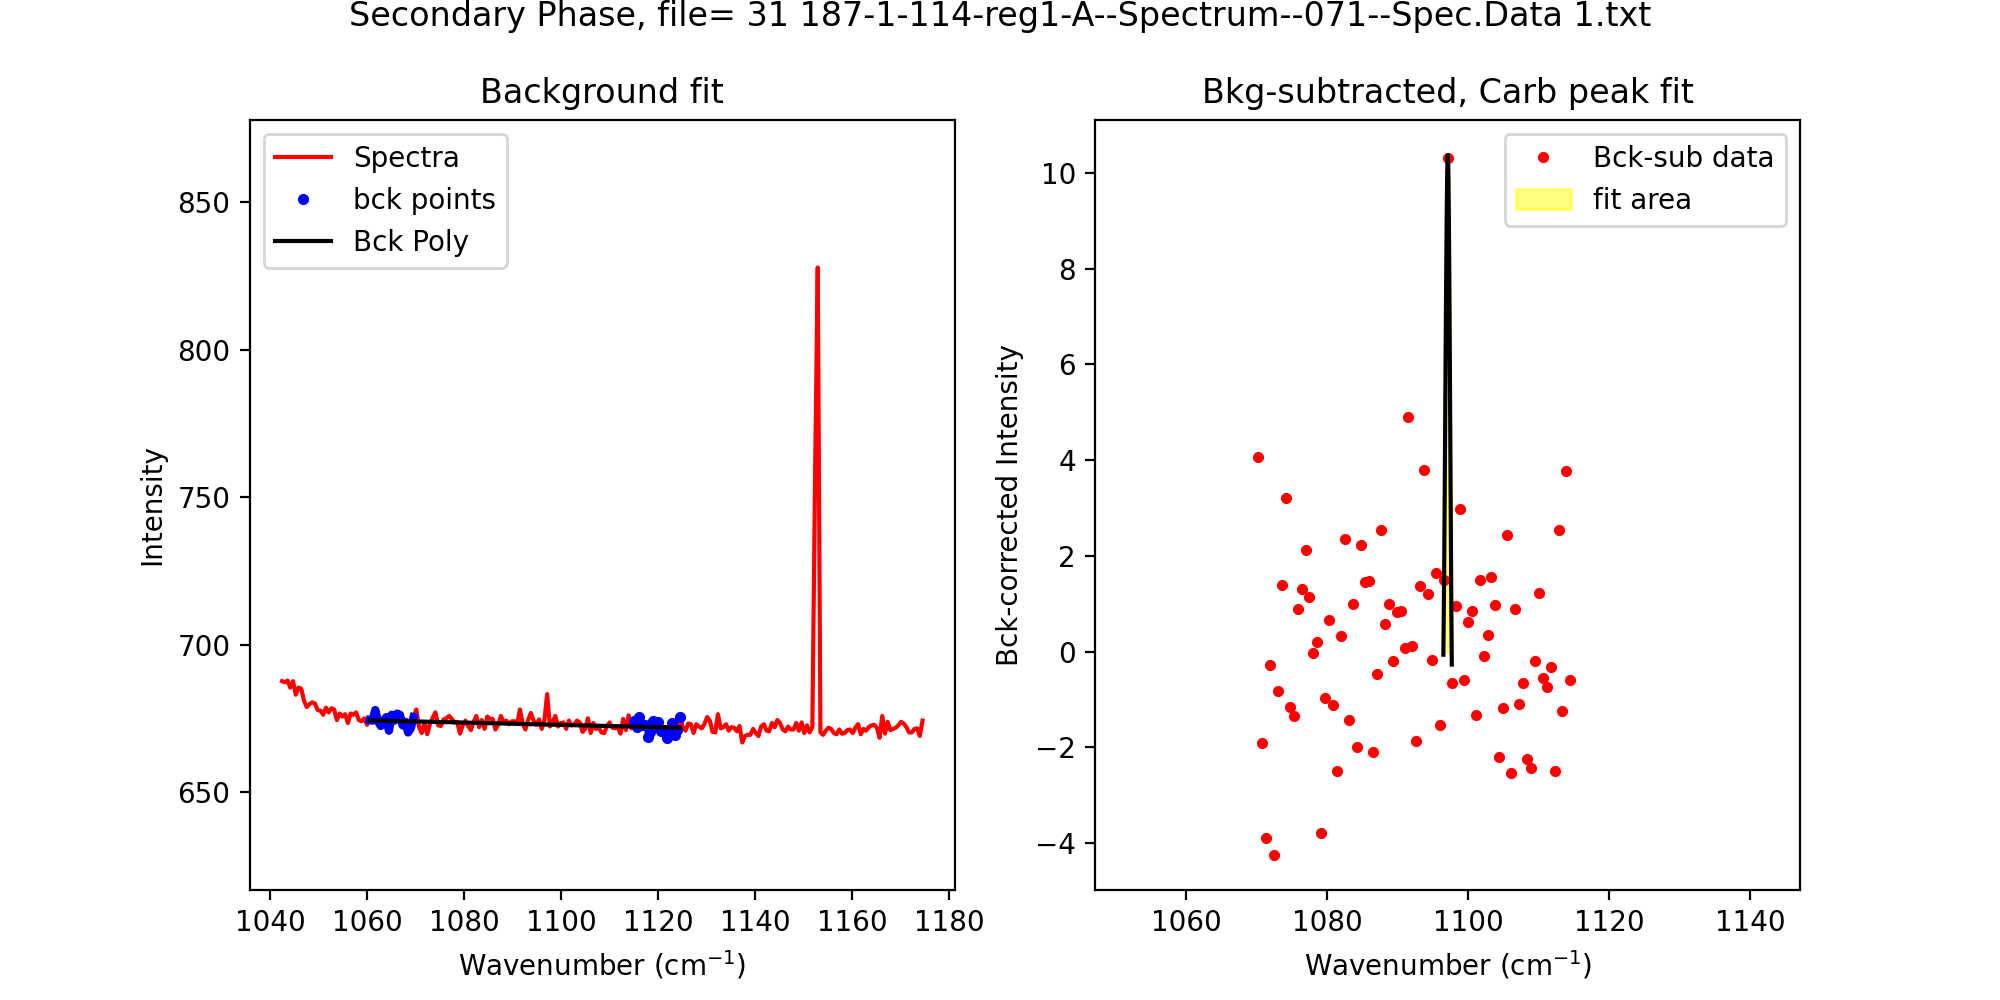 Secondary Phase, file= 31 187-1-114-reg1-A--Spectrum--071--Spec.Data 1.txt
Background fit
Spectra
bck points
Bck Poly
Intensity
850
800
750
700
650
1040 1060 1080 1100 1120 1140 1160 1180
Wavenumber (cm⁻¹)
Bkg-subtracted, Carb peak fit
Bck-sub data
fit area
Bck-corrected Intensity
10
8
6
4
2
0
−2
−4
1060 1080 1100 1120 1140
Wavenumber (cm⁻¹)